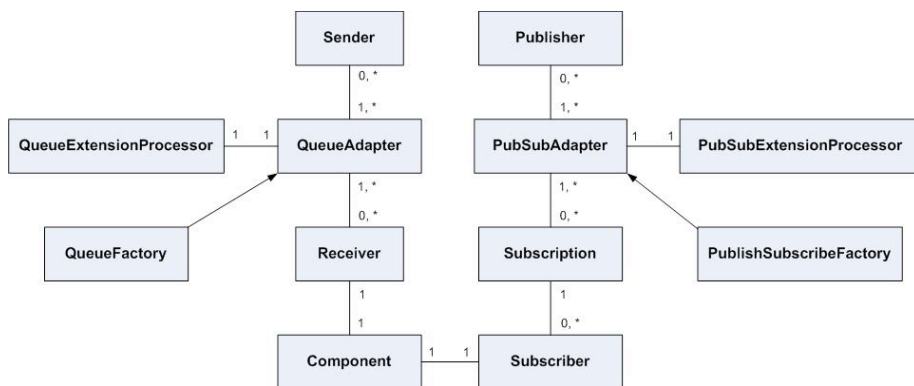 Sender
Publisher
0, *
0, *
1, *
1, *
QueueExtensionProcessor
1
1
QueueAdapter
PubSubAdapter
1
1
PubSubExtensionProcessor
1, *
1, *
0, *
0, *
QueueFactory
Receiver
Subscription
PublishSubscribeFactory
1
1
1
0, *
Component
1
1
Subscriber